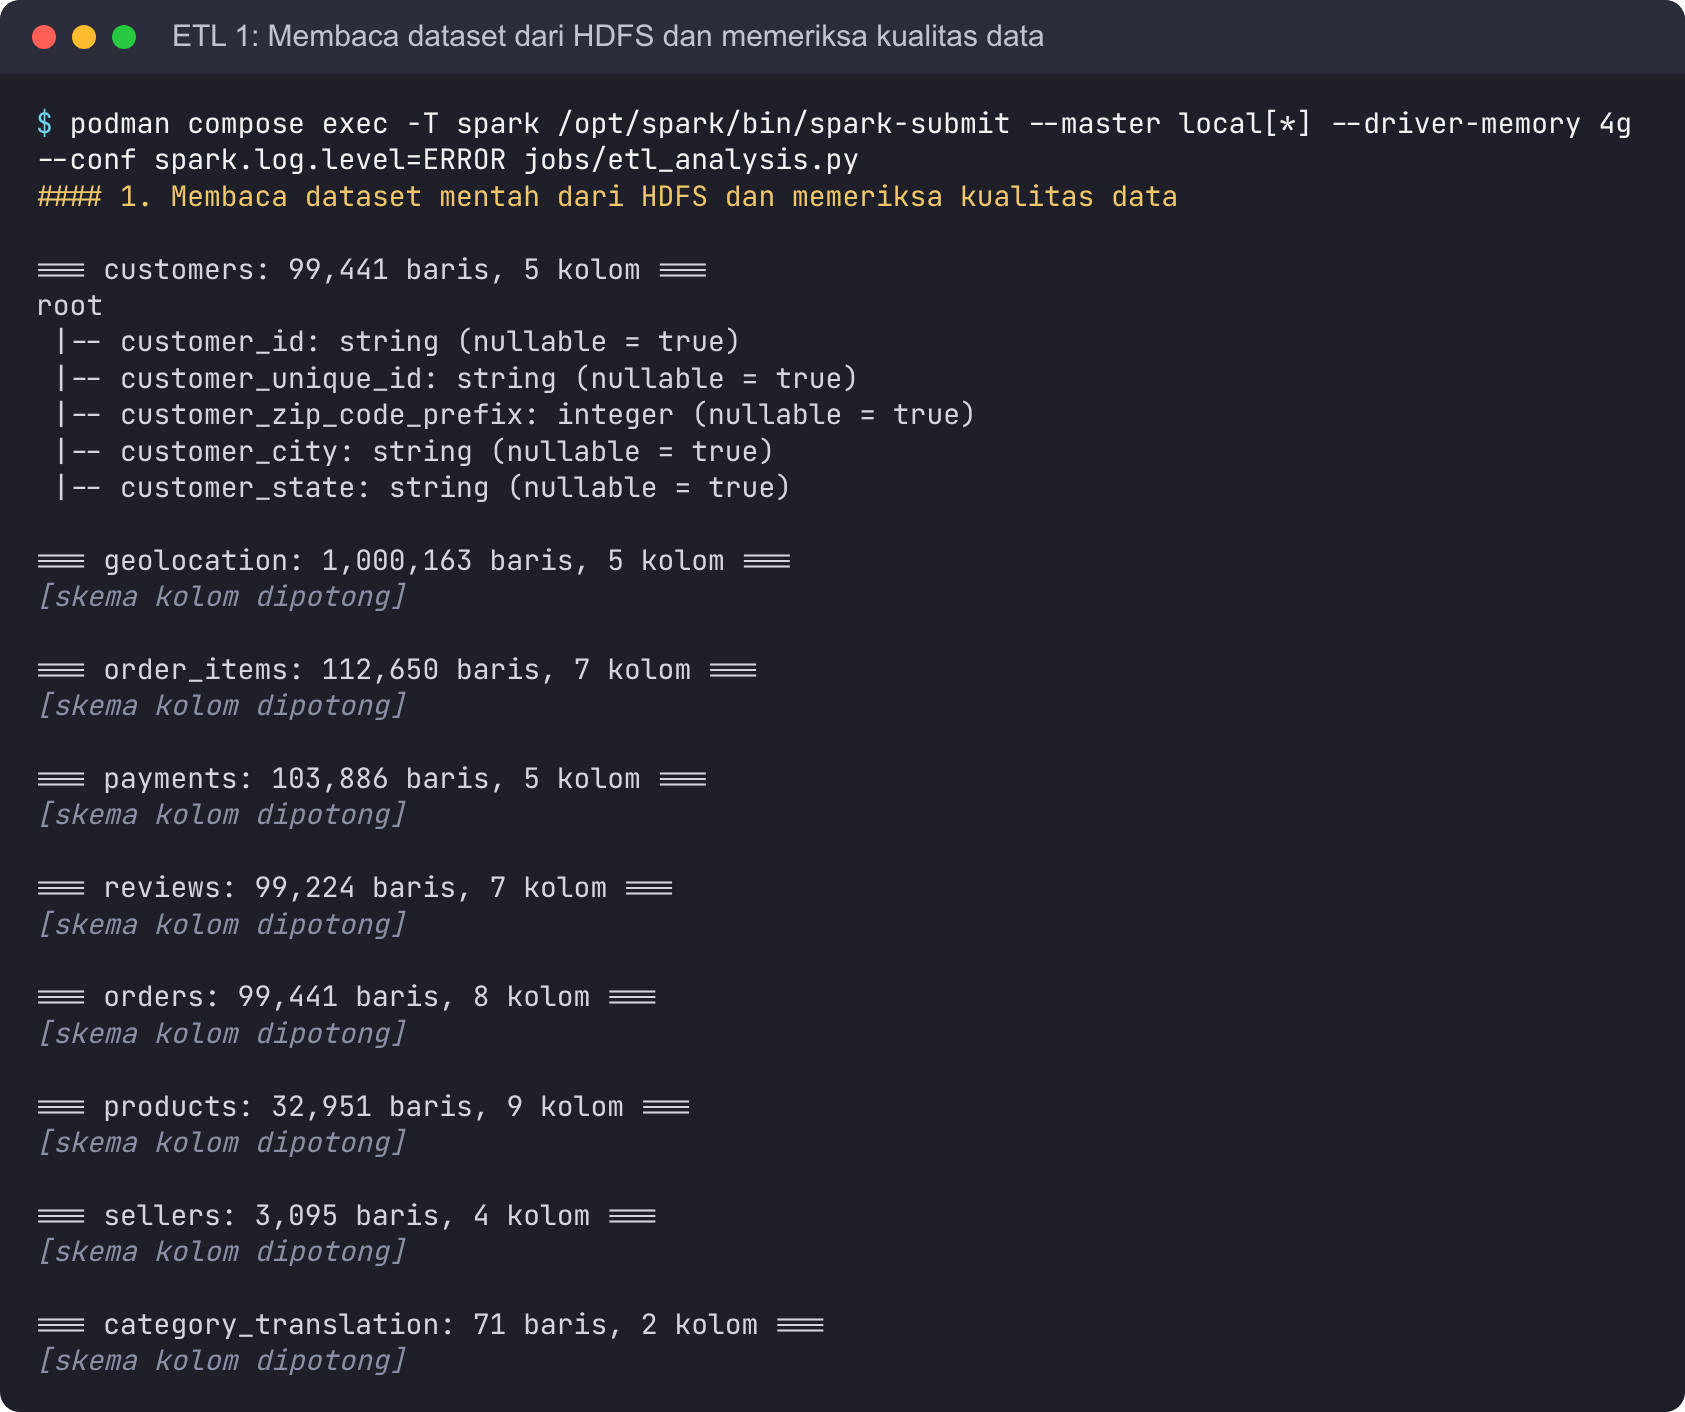 ETL 1: Membaca dataset dari HDFS dan memeriksa kualitas data
$ podman compose exec -T spark /opt/spark/bin/spark-submit --master local[*] --driver-memory 4g
--conf spark.log.level=ERROR jobs/etl_analysis.py
#### 1. Membaca dataset mentah dari HDFS dan memeriksa kualitas data
=== customers: 99,441 baris, 5 kolom ===
root
 |-- customer_id: string (nullable = true)
 |-- customer_unique_id: string (nullable = true)
 |-- customer_zip_code_prefix: integer (nullable = true)
 |-- customer_city: string (nullable = true)
 |-- customer_state: string (nullable = true)
=== geolocation: 1,000,163 baris, 5 kolom ===
[skema kolom dipotong]
=== order_items: 112,650 baris, 7 kolom ===
[skema kolom dipotong]
=== payments: 103,886 baris, 5 kolom ===
[skema kolom dipotong]
=== reviews: 99,224 baris, 7 kolom ===
[skema kolom dipotong]
=== orders: 99,441 baris, 8 kolom ===
[skema kolom dipotong]
=== products: 32,951 baris, 9 kolom ===
[skema kolom dipotong]
=== sellers: 3,095 baris, 4 kolom ===
[skema kolom dipotong]
=== category_translation: 71 baris, 2 kolom ===
[skema kolom dipotong]